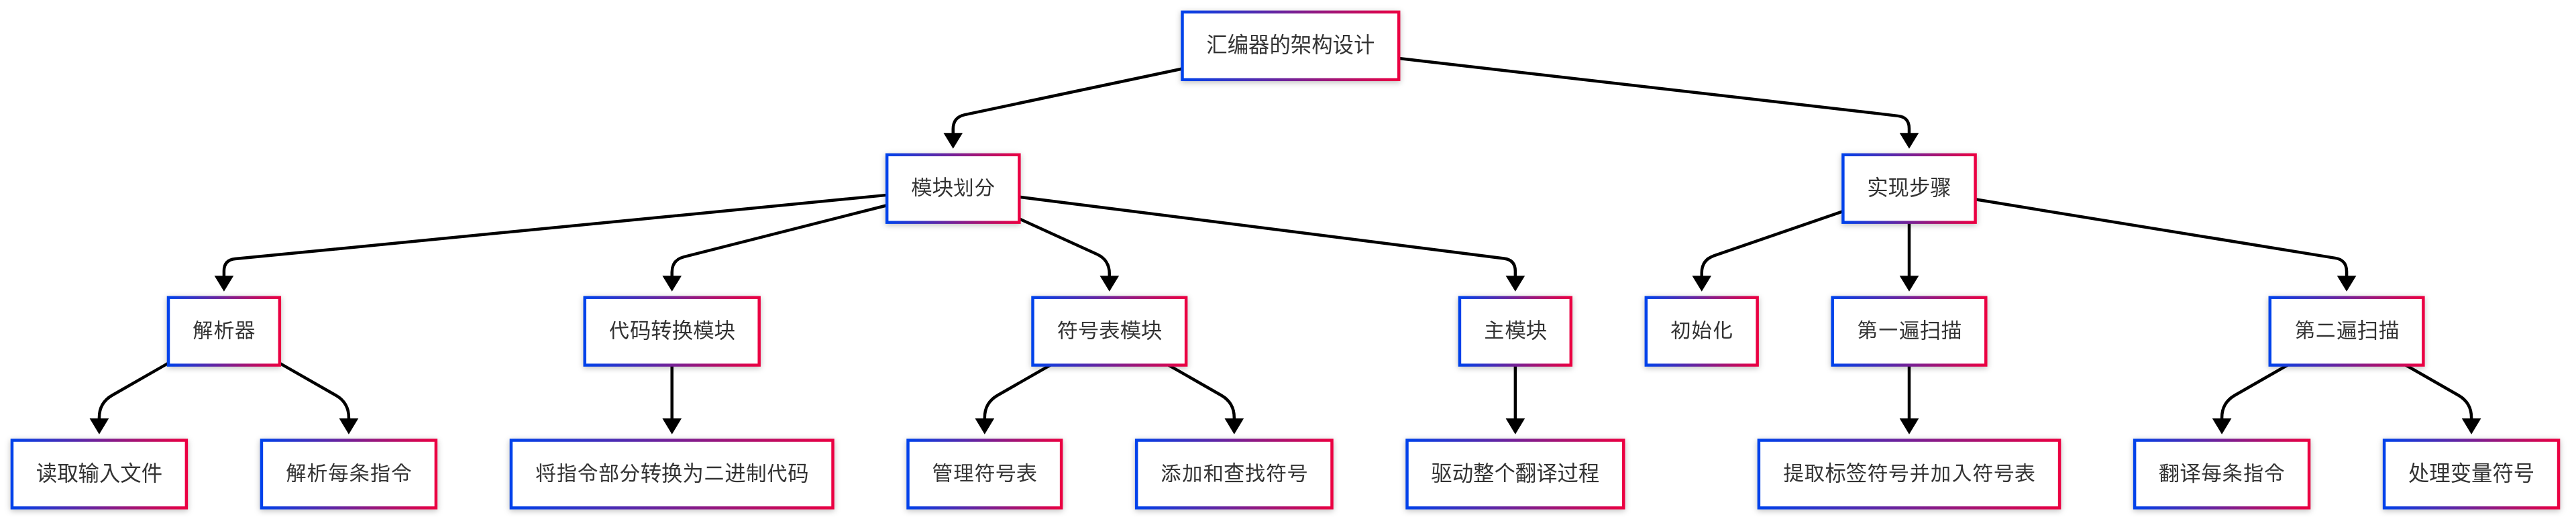 汇编器的架构设计
模块划分
实现步骤
解析器
代码转换模块
符号表模块
主模块
初始化
第一遍扫描
第二遍扫描
读取输入文件
解析每条指令
将指令部分转换为二进制代码
管理符号表
添加和查找符号
驱动整个翻译过程
提取标签符号并加入符号表
翻译每条指令
处理变量符号